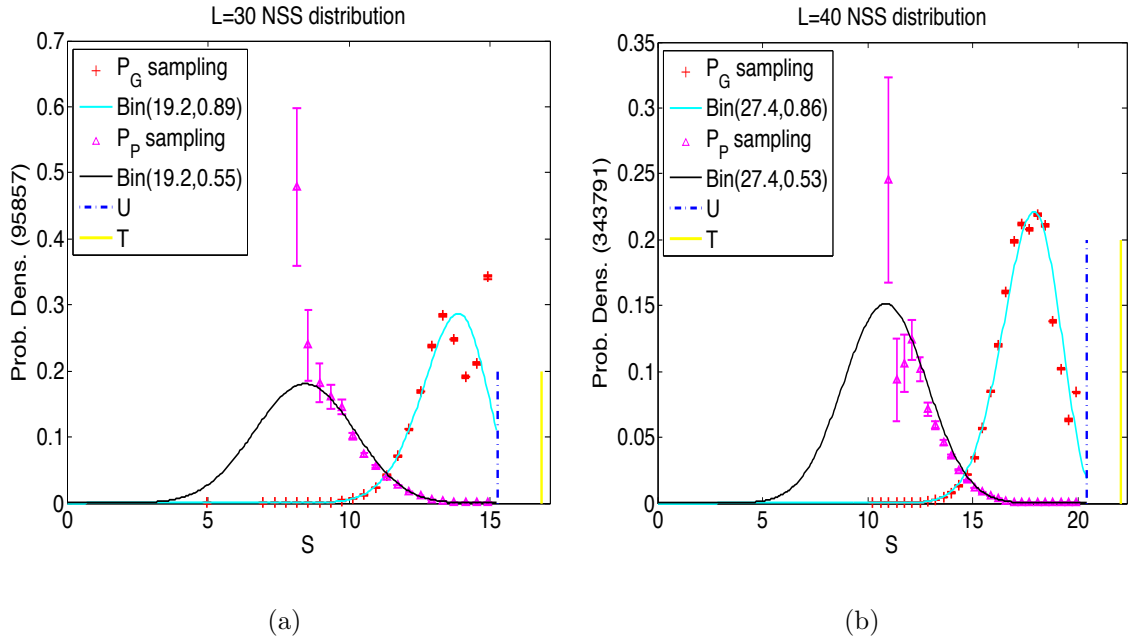 L=30 NSS distribution
0.7
0.6
0.5
0.4
0.3
0.2
0.1
0
Prob. Dens. (95857)
P_G sampling
Bin(19.2,0.89)
P_P sampling
Bin(19.2,0.55)
U
T
0 5 10 15
S
(a)
L=40 NSS distribution
0.35
0.3
0.25
0.2
0.15
0.1
0.05
0
Prob. Dens. (343791)
P_G sampling
Bin(27.4,0.86)
P_P sampling
Bin(27.4,0.53)
U
T
0 5 10 15 20
S
(b)